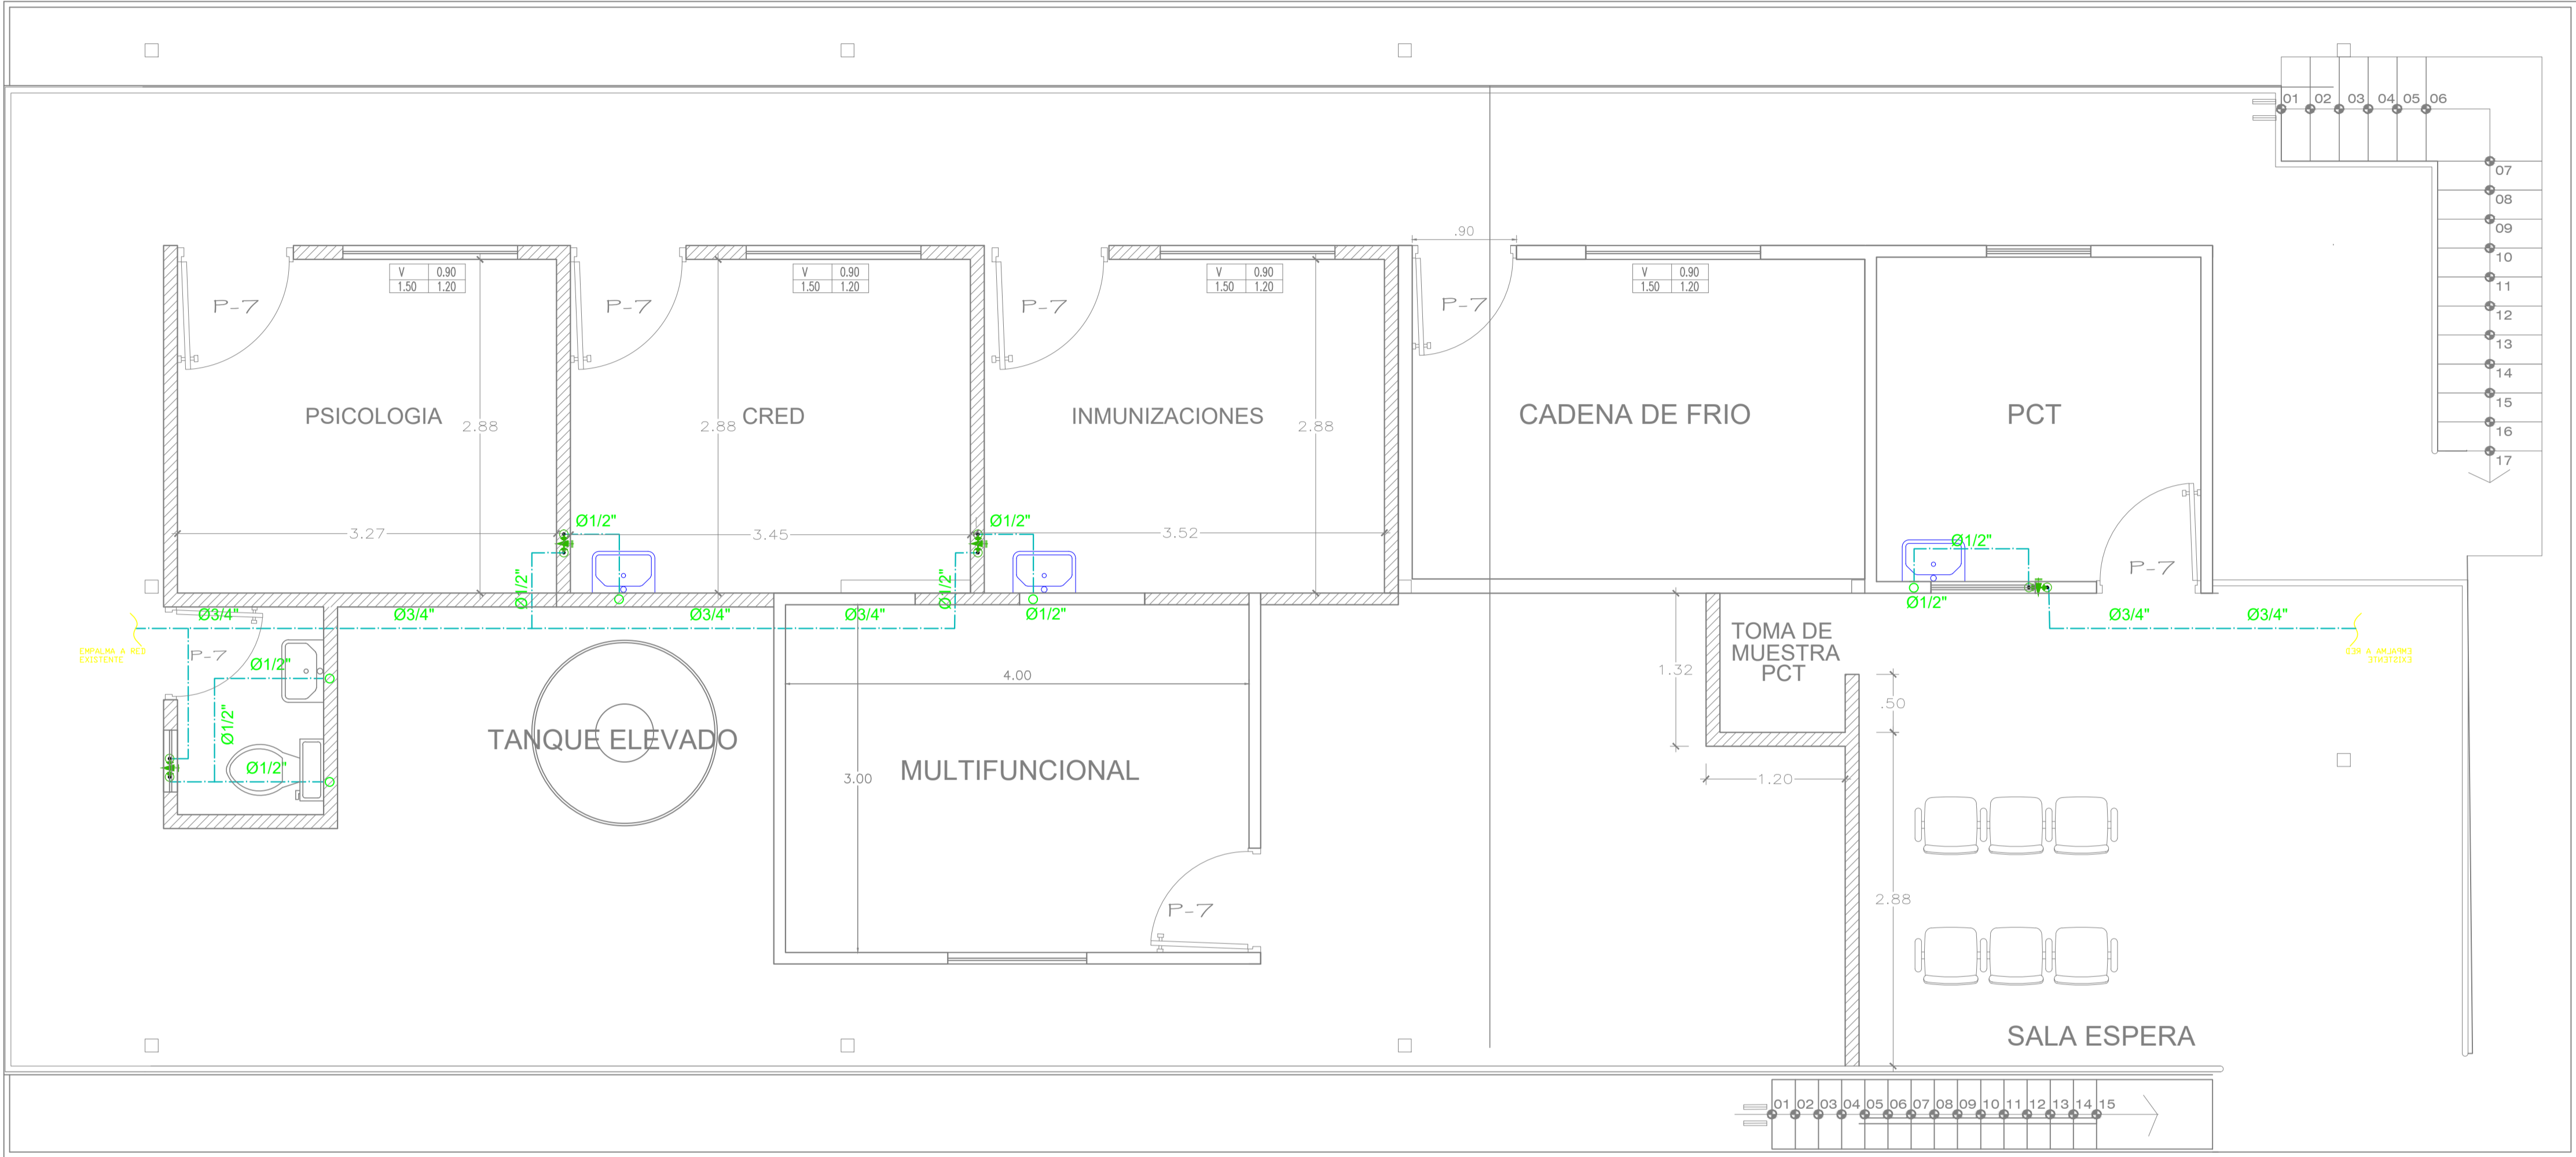 01 02 03 04 05 06
07
08
09
10
11
12
13
14
15
16
17
.90
V 0.90
1.50 1.20
V 0.90
1.50 1.20
V 0.90
1.50 1.20
V 0.90
1.50 1.20
P-7
P-7
P-7
P-7
PSICOLOGIA
2.88
2.88
CRED
INMUNIZACIONES
2.88
CADENA DE FRIO
PCT
3.27
Ø1/2"
3.45
Ø1/2"
3.52
Ø1/2"
P-7
Ø1/2"
Ø1/2"
Ø3/4"
Ø3/4"
Ø3/4"
Ø3/4"
Ø1/2"
Ø1/2"
Ø3/4"
Ø3/4"
EMPALMA A RED
EXISTENTE
P-7
Ø1/2"
TOMA DE
MUESTRA
PCT
EMPALMA A RED
EXISTENTE
1.32
4.00
.50
Ø1/2"
TANQUE ELEVADO
Ø1/2"
3.00
MULTIFUNCIONAL
1.20
P-7
2.88
SALA ESPERA
01 02 03 04 05 06 07 08 09 10 11 12 13 14 15